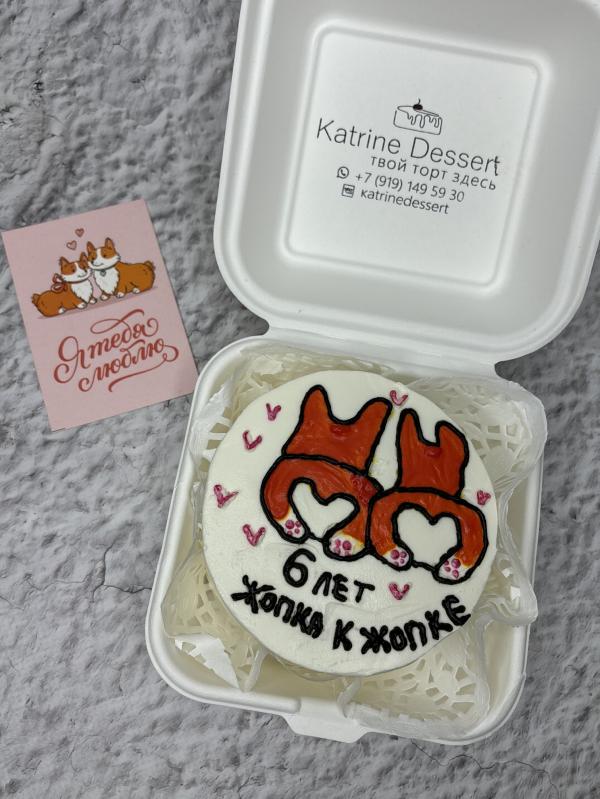 Katrine Dessert
твой торт здесь
+7 (919) 149 59 30
katrinedessert
Я тебя
люблю
6 ЛЕТ
ЖОПКА К ЖОПКЕ